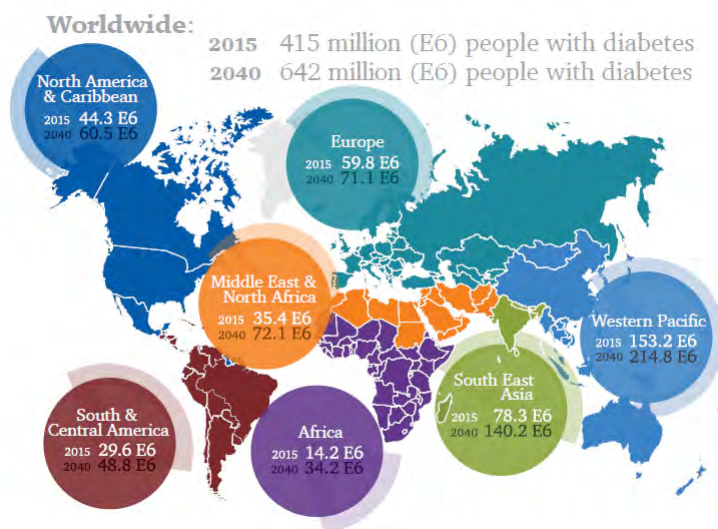 Worldwide:
2015 415 million (E6) people with diabetes
2040 642 million (E6) people with diabetes
North America
& Caribbean
2015 44.3 E6
2040 60.5 E6
Europe
2015 59.8 E6
2040 71.1 E6
Middle East &
North Africa
2015 35.4 E6
2040 72.1 E6
Western Pacific
2015 153.2 E6
2040 214.8 E6
South East
Asia
2015 78.3 E6
2040 140.2 E6
South &
Central America
2015 29.6 E6
2040 48.8 E6
Africa
2015 14.2 E6
2040 34.2 E6